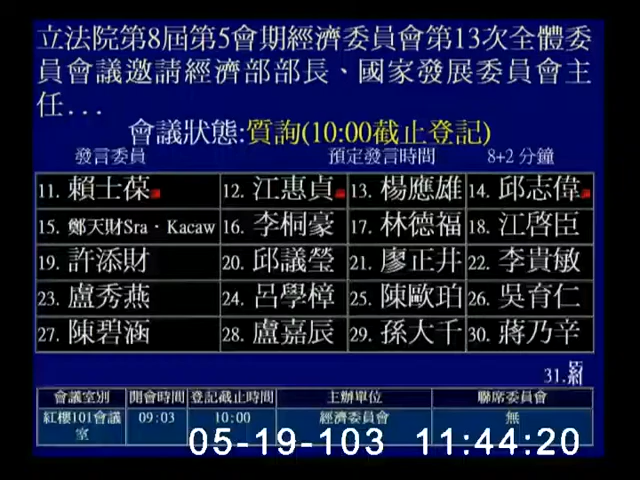 立法院第8屆第5會期經濟委員會第13次全體委
員會議邀請經濟部部長、國家發展委員會主
任...
會議狀態:質詢(10:00截止登記)
發言委員 預定發言時間 8+2 分鐘
11. 賴士葆 12. 江惠貞 13. 楊應雄 14. 邱志偉
15. 鄭天財Sra·Kacaw 16. 李桐豪 17. 林德福 18. 江啓臣
19. 許添財 20. 邱議瑩 21. 廖正井 22. 李貴敏
23. 盧秀燕 24. 呂學樟 25. 陳歐珀 26. 吳育仁
27. 陳碧涵 28. 盧嘉辰 29. 孫大千 30. 蔣乃辛
31.
會議室別 開會時間 登記截止時間 主辦單位 聯席委員會
紅樓101會議 09:03 10:00 經濟委員會 無
室
05-19-103 11:44:20